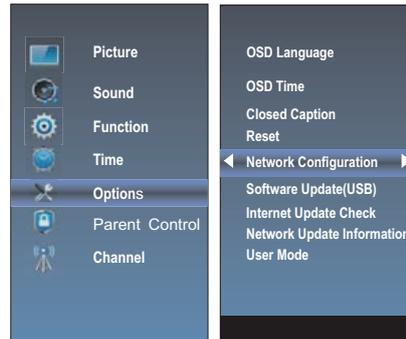 Picture
Sound
Function
Time
Options
Parent Control
Channel
OSD Language
OSD Time
Closed Caption
Reset
Network Configuration
Software Update(USB)
Internet Update Check
Network Update Information
User Mode